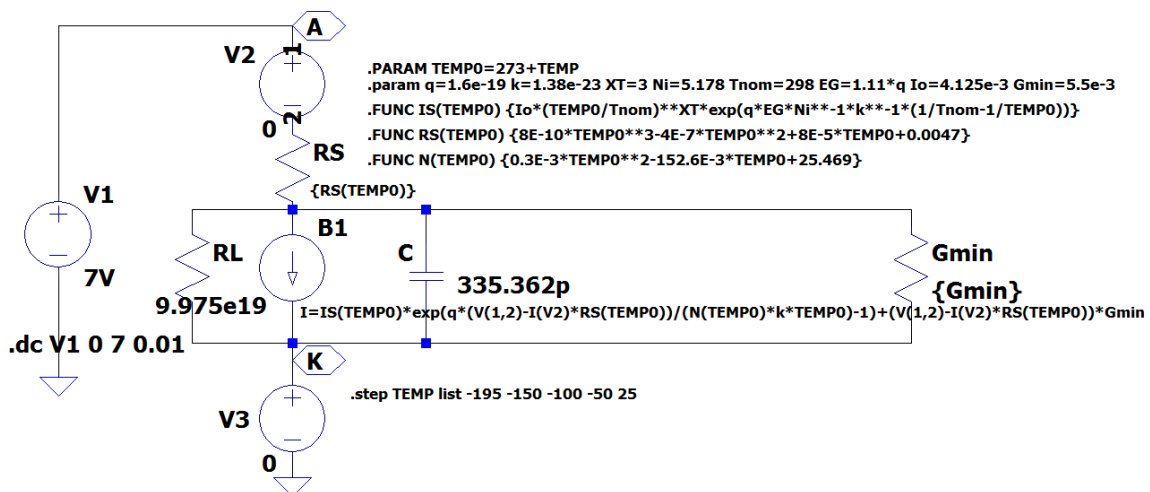 A
V2
1
2
0
.PARAM TEMP0=273+TEMP
.param q=1.6e-19 k=1.38e-23 XT=3 Ni=5.178 Tnom=298 EG=1.11*q Io=4.125e-3 Gmin=5.5e-3
.FUNC IS(TEMP0) {Io*(TEMP0/Tnom)**XT*exp(q*EG*Ni**-1*k**-1*(1/Tnom-1/TEMP0))}
.FUNC RS(TEMP0) {8E-10*TEMP0**3-4E-7*TEMP0**2+8E-5*TEMP0+0.0047}
.FUNC N(TEMP0) {0.3E-3*TEMP0**2-152.6E-3*TEMP0+25.469}
RS
{RS(TEMP0)}
V1
7V
RL
9.975e19
B1
I=IS(TEMP0)*exp(q*(V(1,2)-I(V2)*RS(TEMP0))/(N(TEMP0)*k*TEMP0)-1)+(V(1,2)-I(V2)*RS(TEMP0))*Gmin
C
335.362p
Gmin
{Gmin}
.dc V1 0 7 0.01
K
V3
0
.step TEMP list -195 -150 -100 -50 25